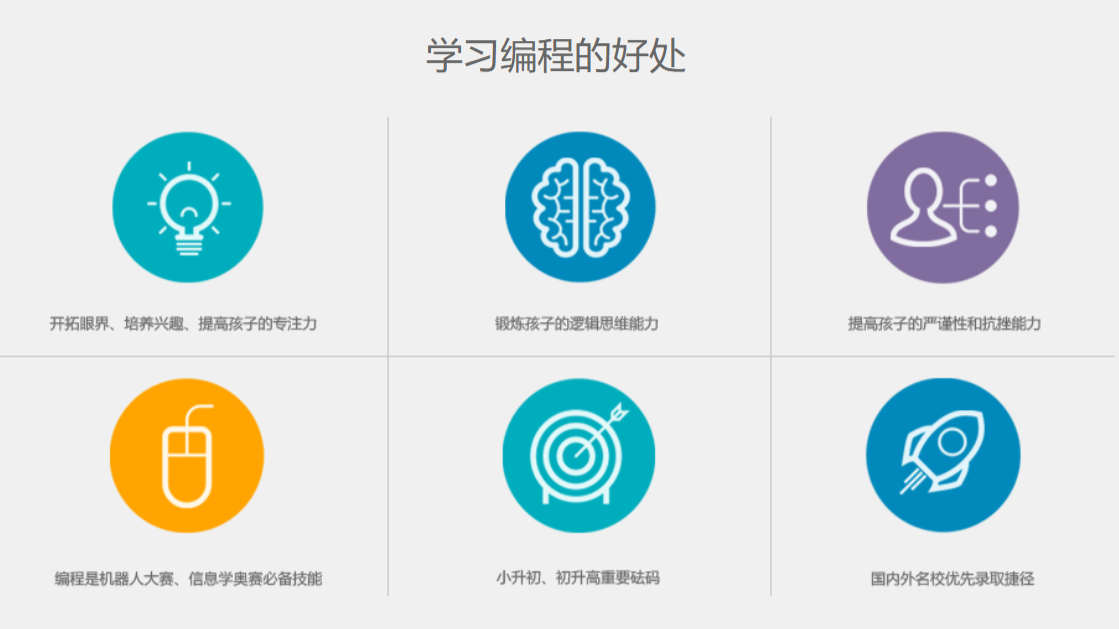 学习编程的好处
开拓眼界、培养兴趣、提高孩子的专注力
锻炼孩子的逻辑思维能力
提高孩子的严谨性和抗挫能力
编程是机器人大赛、信息学奥赛必备技能
小升初、初升高重要砝码
国内外名校优先录取捷径